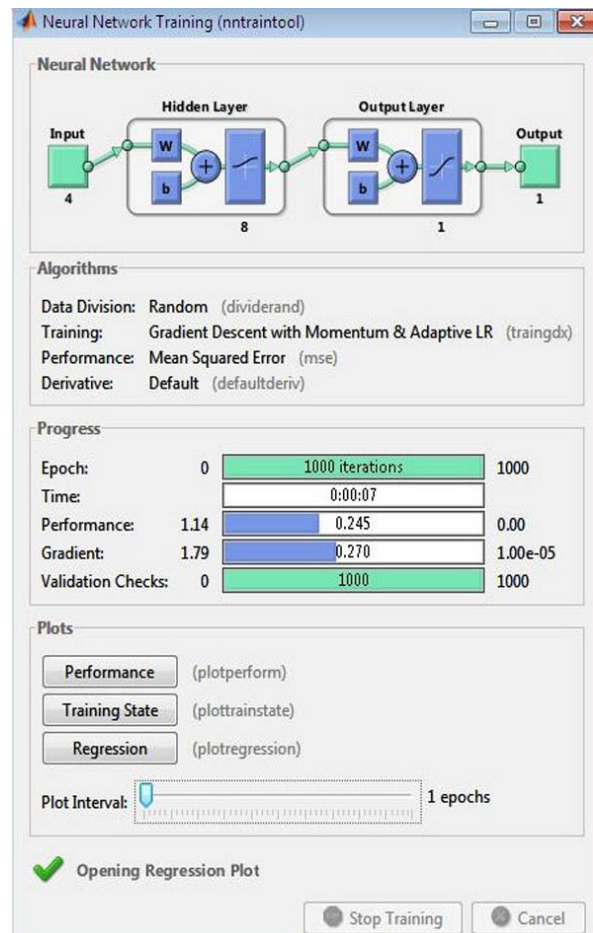 Neural Network Training (nntraintool)
Neural Network
Hidden Layer
Output Layer
Input
W
b
W
b
Output
4
8
1
1
Algorithms
Data Division: Random (dividerand)
Training: Gradient Descent with Momentum & Adaptive LR (traingdx)
Performance: Mean Squared Error (mse)
Derivative: Default (defaultderiv)
Progress
Epoch: 0 1000 iterations 1000
Time: 0:00:07
Performance: 1.14 0.245 0.00
Gradient: 1.79 0.270 1.00e-05
Validation Checks: 0 1000 1000
Plots
Performance (plotperform)
Training State (plottrainstate)
Regression (plotregression)
Plot Interval: 1 epochs
Opening Regression Plot
Stop Training Cancel